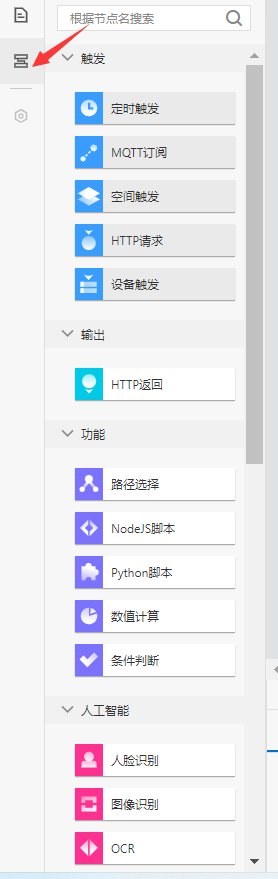 根据节点名搜索
触发
定时触发
MQTT订阅
空间触发
HTTP请求
设备触发
输出
HTTP返回
功能
路径选择
NodeJS脚本
Python脚本
数值计算
条件判断
人工智能
人脸识别
图像识别
OCR